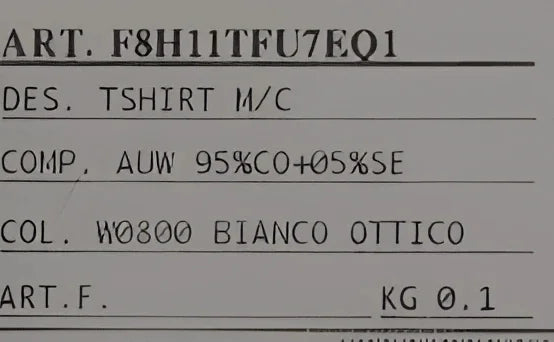 ART. F8H11TFU7EQ1
DES. TSHIRT M/C
COMP. AUW 95%CO+05%SE
COL. W0800 BIANCO OTTICO
ART.F. KG 0.1